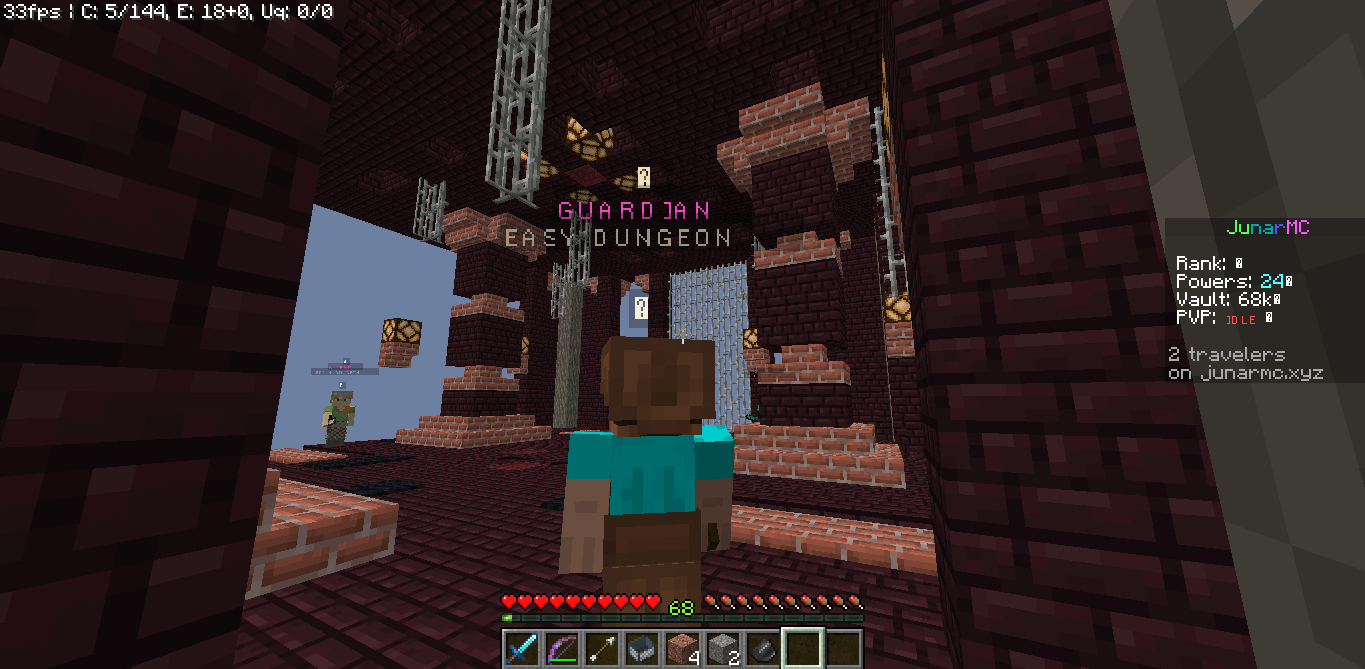 33fps | C: 5/144, E: 18+0, Uq: 0/0
GUARDIAN
EASY DUNGEON
JunarMC
Rank:
Powers: 24
Vault: 68k
PVP: IDLE
2 travelers
on junarmc.xyz
68
4
2